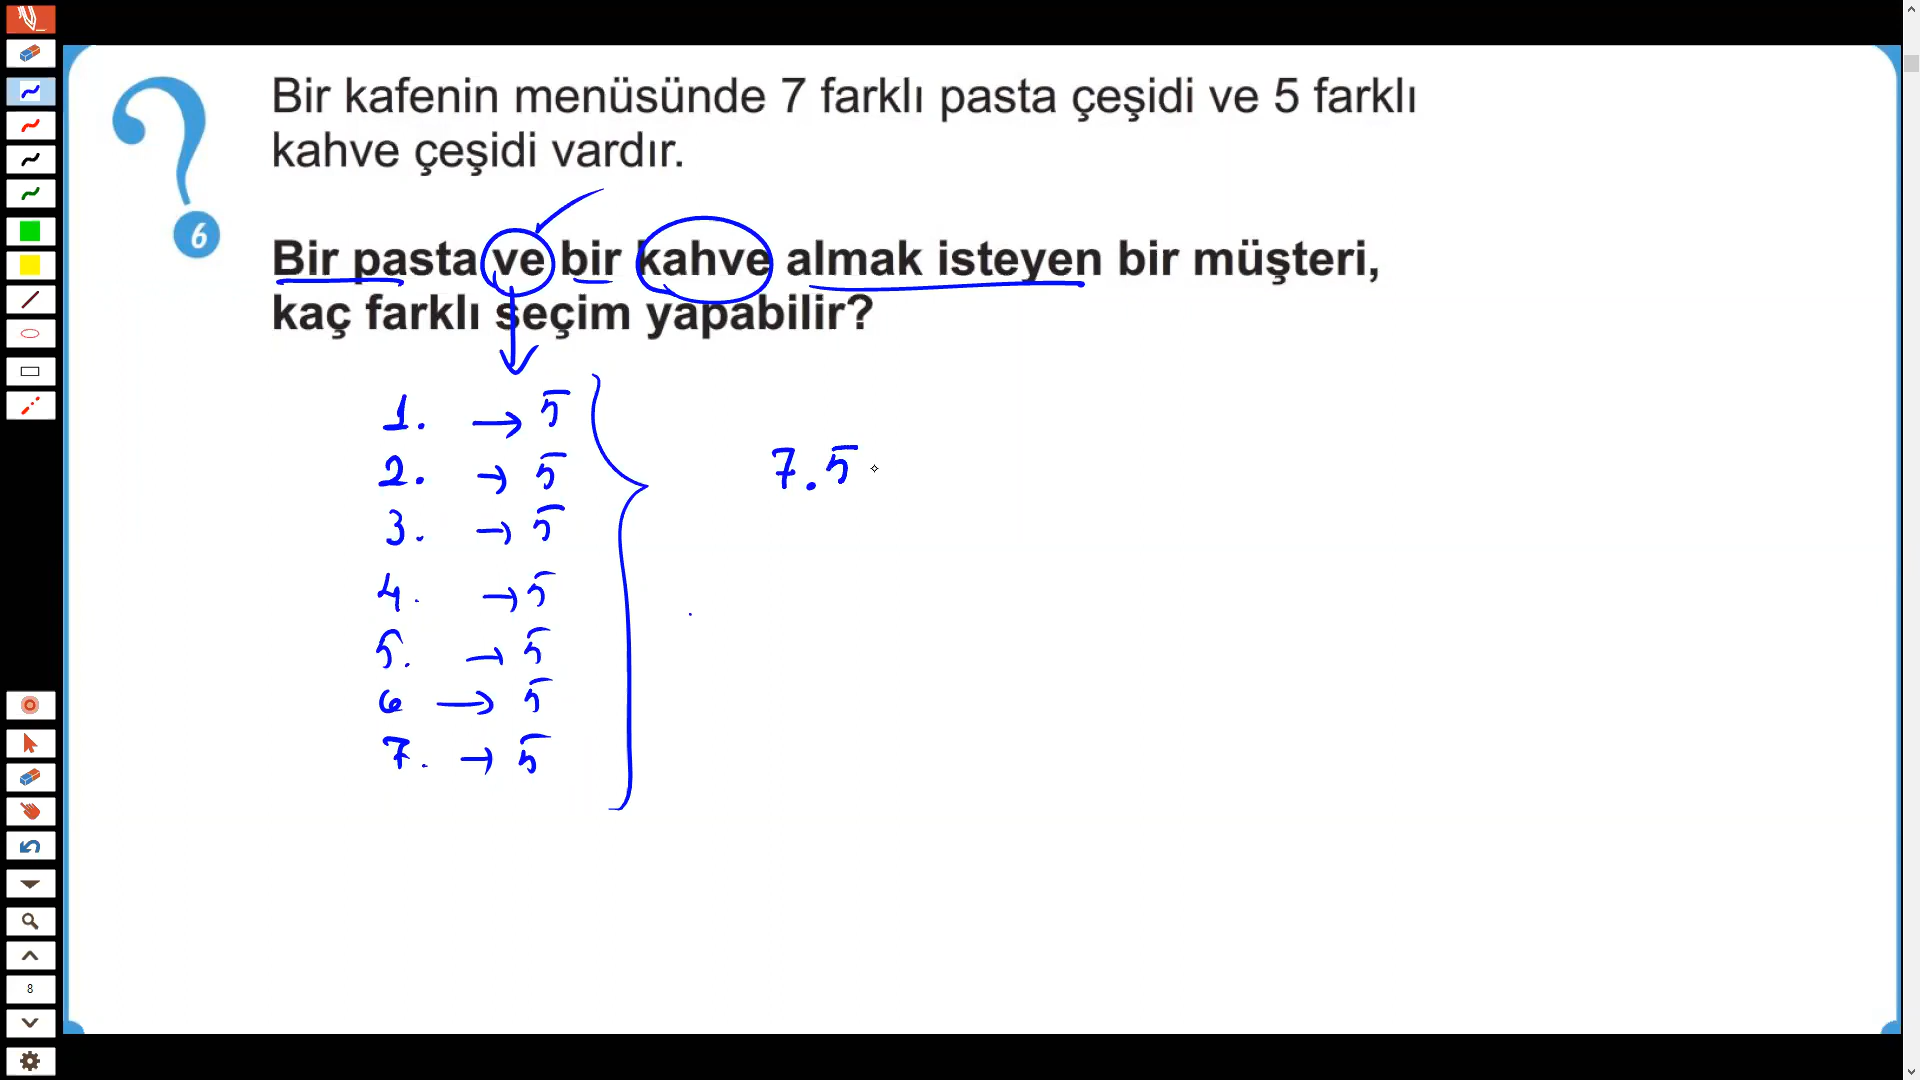 Bir kafenin menüsünde 7 farklı pasta çeşidi ve 5 farklı
kahve çeşidi vardır.
6
Bir pasta ve bir kahve almak isteyen bir müşteri,
kaç farklı seçim yapabilir?
1. → 5
2. → 5
3. → 5
4. → 5
5. → 5
6 → 5
7. → 5
7.5
8